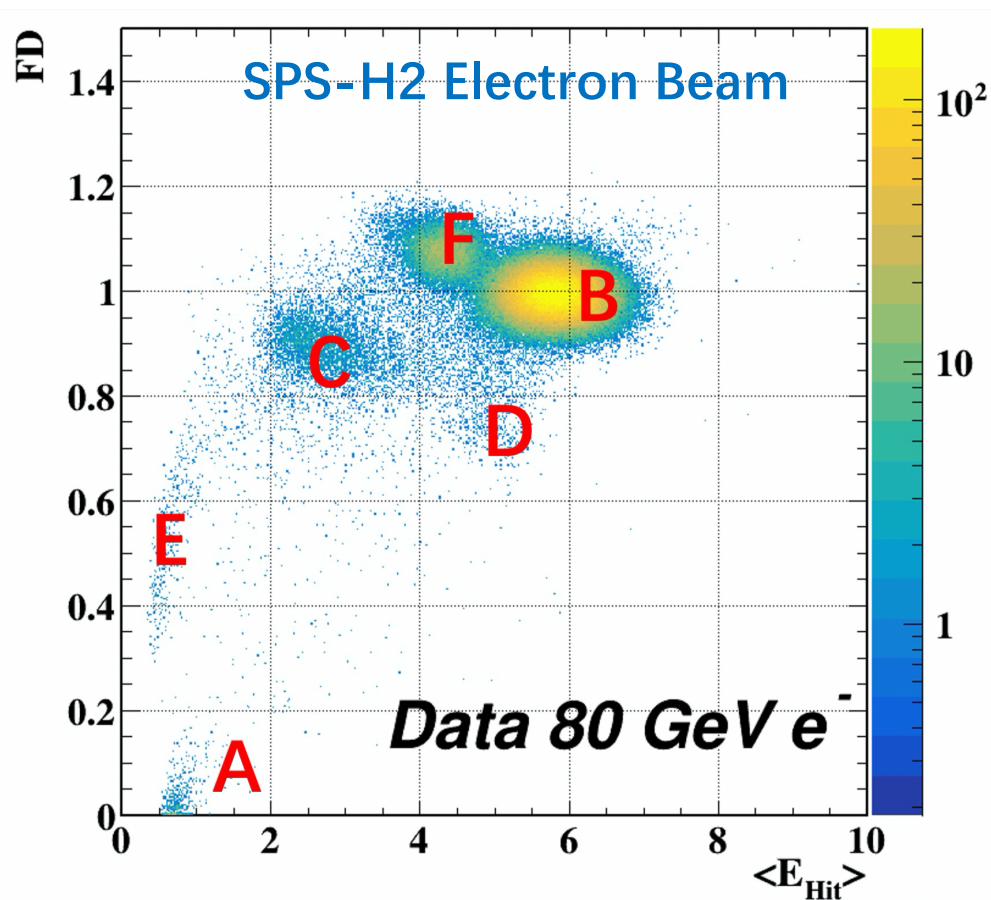 FD
SPS-H2 Electron Beam
1.4
1.2
1
0.8
0.6
0.4
0.2
0
F
B
C
D
E
A
Data 80 GeV e⁻
0 2 4 6 8 10
<E_Hit>
10²
10
1